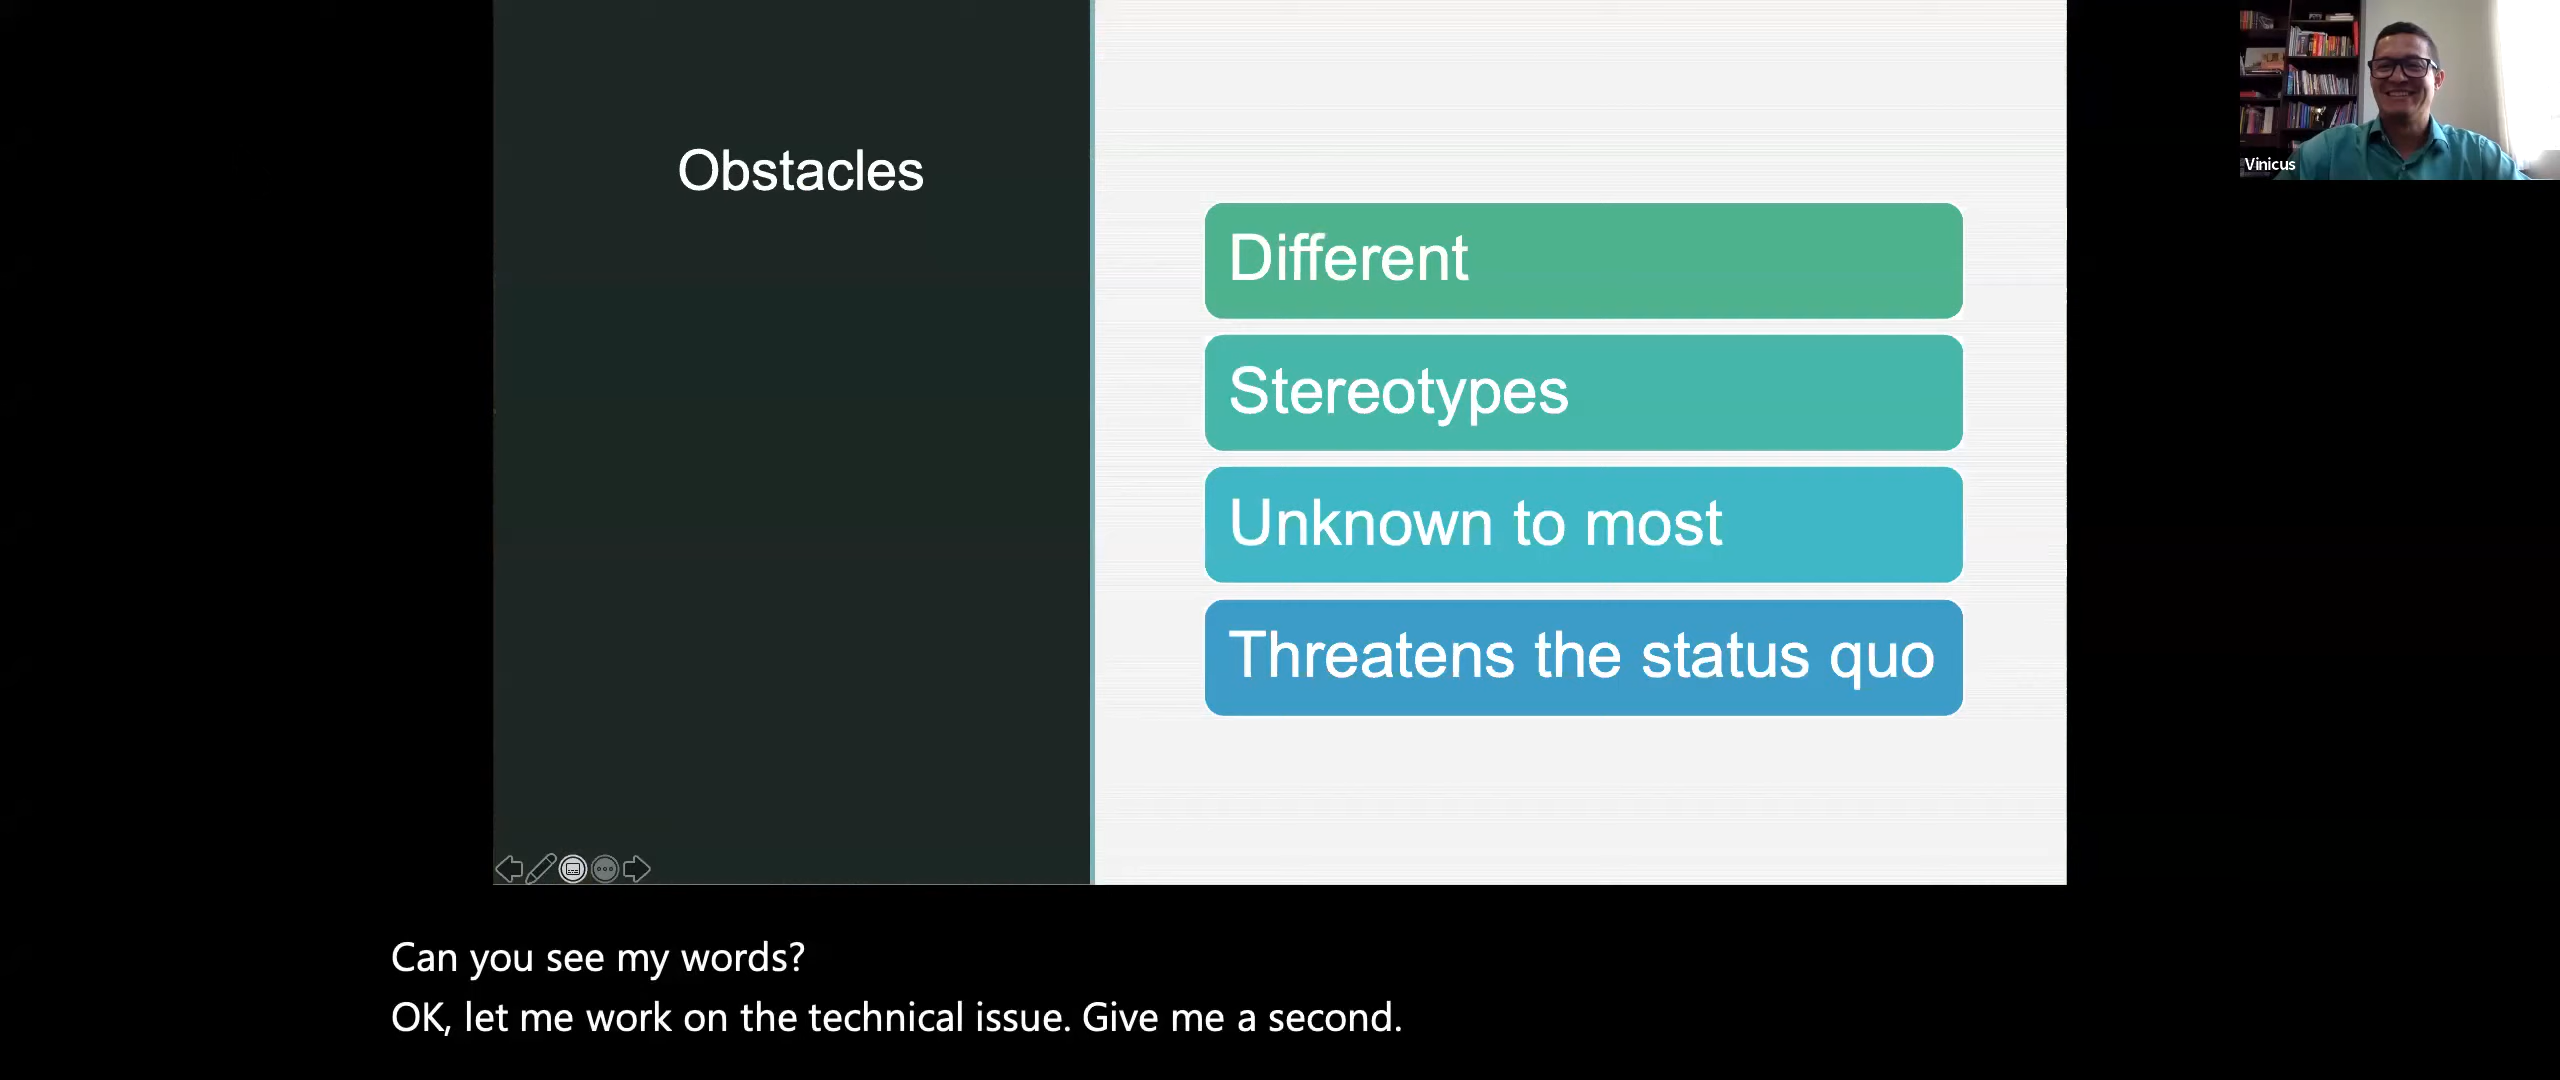 Obstacles
Different
Stereotypes
Unknown to most
Threatens the status quo
Vinicus
Can you see my words?
OK, let me work on the technical issue. Give me a second.